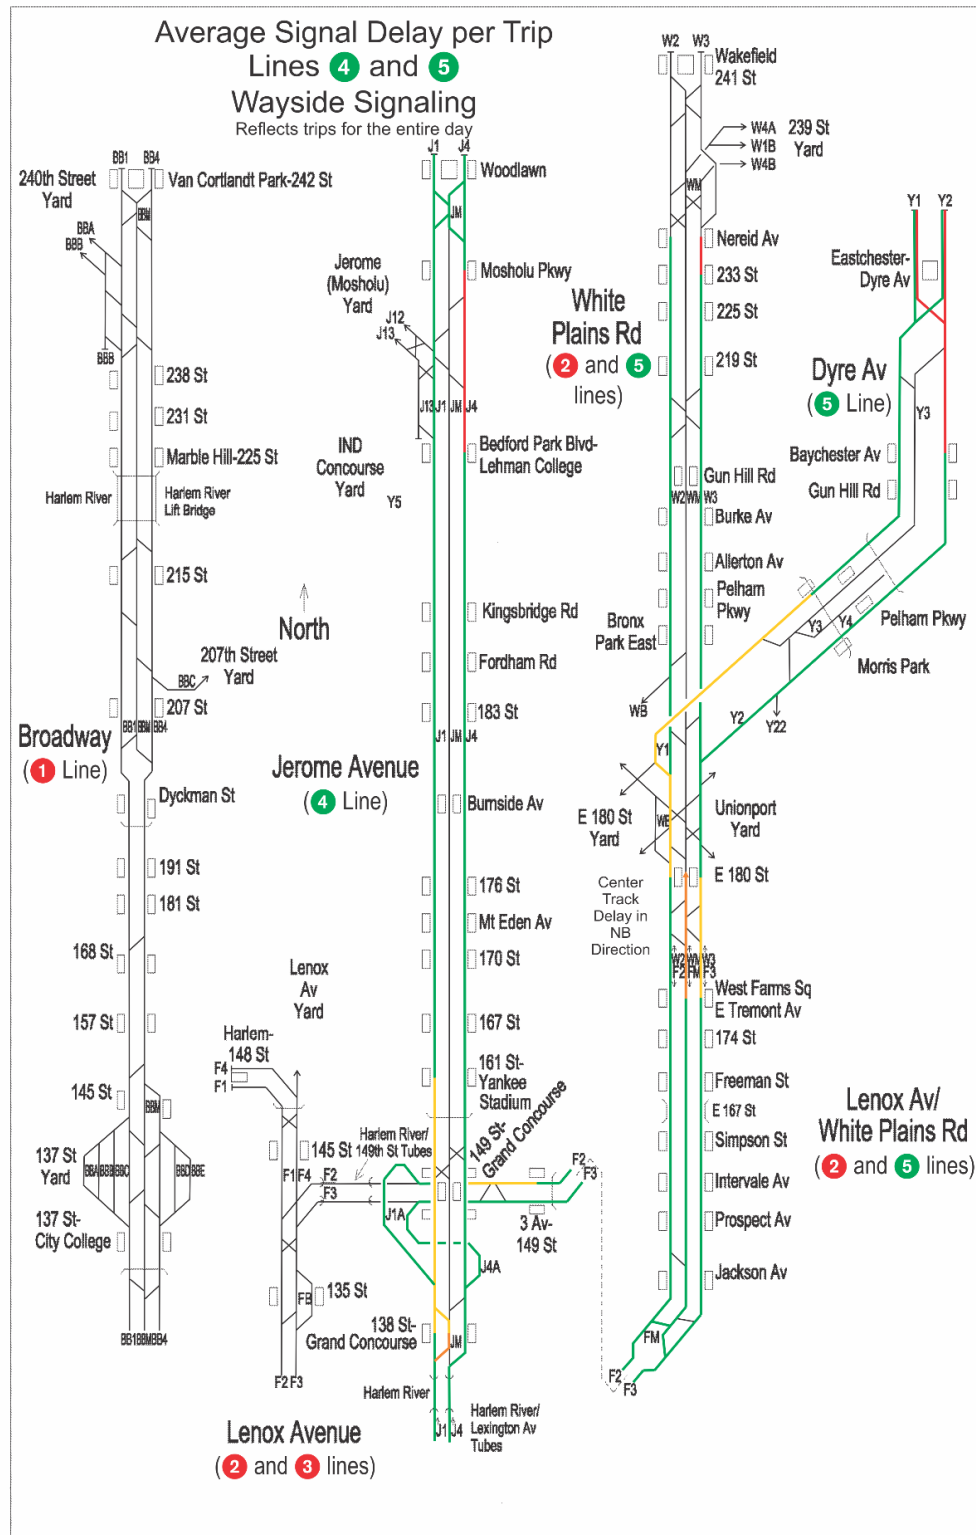 Average Signal Delay per Trip
Lines 4 and 5
Wayside Signaling
Reflects trips for the entire day
BB1 BB4
240th Street
Yard
Van Cortlandt Park-242 St
BBM
BBA
BBB
BBB
238 St
231 St
Marble Hill-225 St
Harlem River
Harlem River
Lift Bridge
215 St
207th Street
Yard
BBC
207 St
BB1 BBM BB4
Broadway
(1 Line)
Dyckman St
191 St
181 St
168 St
157 St
145 St
BBM
137 St
Yard
BBA BBB BBC
BBD BBE
137 St-
City College
BB1 BBM BB4
North
J1 J4
Woodlawn
JM
Jerome
(Mosholu)
Yard
Mosholu Pkwy
J12
J13
J13 J1 JM J4
IND
Concourse
Yard
Bedford Park Blvd-
Lehman College
Y5
Kingsbridge Rd
Fordham Rd
183 St
J1 JM J4
Jerome Avenue
(4 Line)
Burnside Av
176 St
Mt Eden Av
170 St
167 St
161 St-
Yankee
Stadium
149 St-
Grand Concourse
Lenox
Av
Yard
Harlem-
148 St
F4
F1
145 St
Harlem River/
149th St Tubes
F1 F4
F2
F3
F2
F3
J1A
3 Av-
149 St
J4A
135 St
FB
138 St-
Grand Concourse
JM
F2 F3
Harlem River
J1 J4
Harlem River/
Lexington Av
Tubes
Lenox Avenue
(2 and 3 lines)
W2 W3
Wakefield
241 St
W4A
W1B
W4B
239 St
Yard
WM
Nereid Av
233 St
225 St
219 St
White
Plains Rd
(2 and 5
lines)
Gun Hill Rd
W2 WM W3
Burke Av
Allerton Av
Pelham
Pkwy
Bronx
Park East
WB
Y1 Y2
Eastchester-
Dyre Av
Dyre Av
(5 Line)
Y3
Baychester Av
Gun Hill Rd
Y3
Y4
Pelham Pkwy
Morris Park
Y2
Y22
Y1
E 180 St
Yard
WB
Unionport
Yard
E 180 St
Center
Track
Delay in
NB
Direction
W2 WM W3
F2 FM F3
West Farms Sq
E Tremont Av
174 St
Freeman St
E 167 St
Simpson St
Intervale Av
Prospect Av
Jackson Av
FM
F2
F3
Lenox Av/
White Plains Rd
(2 and 5 lines)